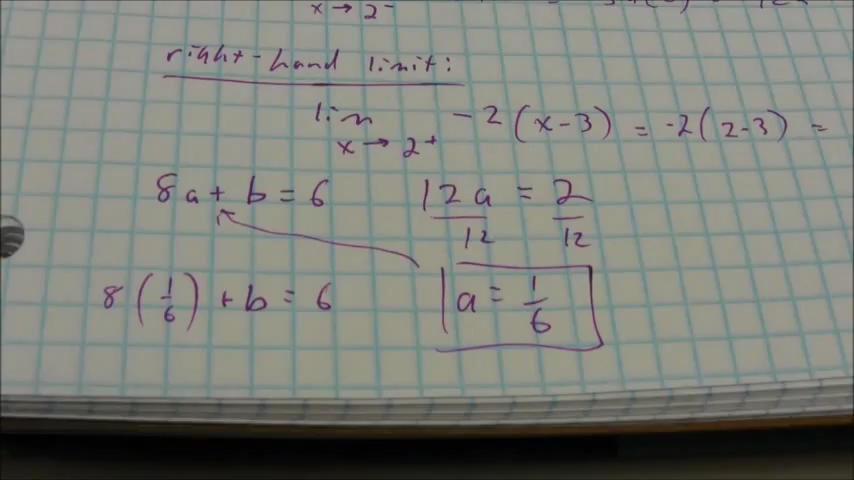 x → 2⁻
right-hand limit:
lim -2(x-3) = -2(2-3) =
x → 2⁺
8a + b = 6 12a = 2
12 12
8(1/6) + b = 6 a = 1/6